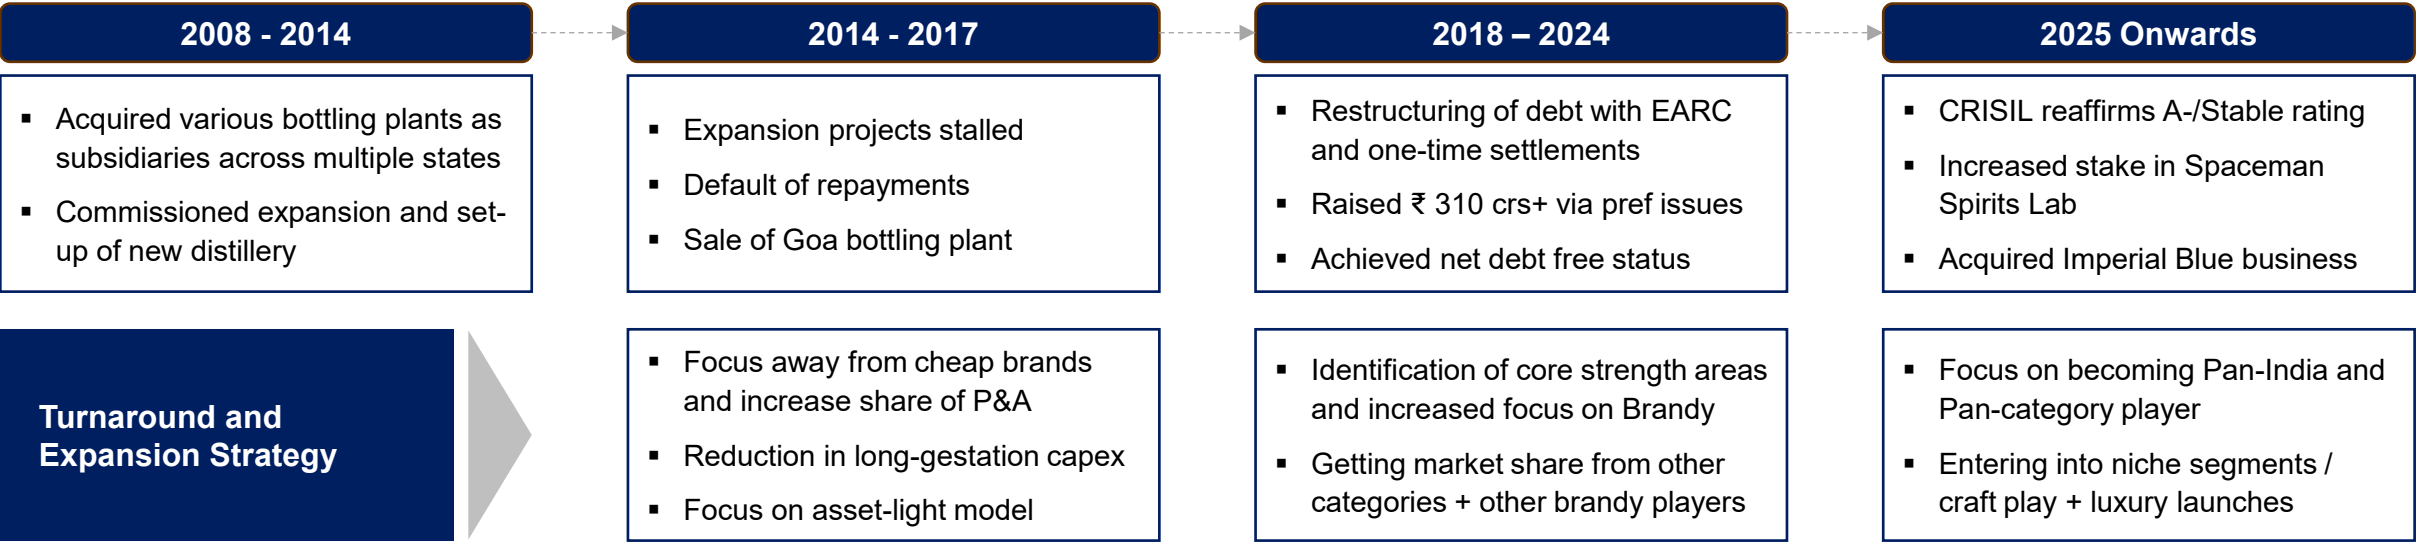 2008 - 2014
▪ Acquired various bottling plants as
subsidiaries across multiple states
▪ Commissioned expansion and set-
up of new distillery
2014 - 2017
▪ Expansion projects stalled
▪ Default of repayments
▪ Sale of Goa bottling plant
2018 – 2024
▪ Restructuring of debt with EARC
and one-time settlements
▪ Raised ₹ 310 crs+ via pref issues
▪ Achieved net debt free status
2025 Onwards
▪ CRISIL reaffirms A-/Stable rating
▪ Increased stake in Spaceman
Spirits Lab
▪ Acquired Imperial Blue business
Turnaround and
Expansion Strategy
▪ Focus away from cheap brands
and increase share of P&A
▪ Reduction in long-gestation capex
▪ Focus on asset-light model
▪ Identification of core strength areas
and increased focus on Brandy
▪ Getting market share from other
categories + other brandy players
▪ Focus on becoming Pan-India and
Pan-category player
▪ Entering into niche segments /
craft play + luxury launches